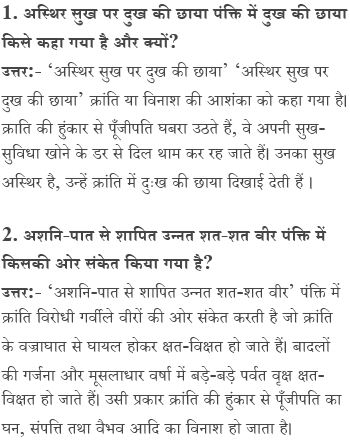 1. अस्थिर सुख पर दुख की छाया पंक्ति में दुख की छाया
किसे कहा गया है और क्यों?
उत्तर:- ‘अस्थिर सुख पर दुख की छाया’ ‘अस्थिर सुख पर
दुख की छाया’ क्रांति या विनाश की आशंका को कहा गया है।
क्राति की हुंकार से पूँजीपति घबरा उठते हैं, वे अपनी सुख-
सुविधा खोने के डर से दिल थाम कर रह जाते हैं। उनका सुख
अस्थिर है, उन्हें क्रांति में दुःख की छाया दिखाई देती हैं ।
2. अशनि-पात से शापित उन्नत शत-शत वीर पंक्ति में
किसकी ओर संकेत किया गया है?
उत्तर:- ‘अशनि-पात से शापित उन्नत शत-शत वीर’ पंक्ति में
क्रांति विरोधी गर्वीले वीरों की ओर संकेत करती है जो क्रांति
के वज्राघात से घायल होकर क्षत-विक्षत हो जाते हैं। बादलों
की गर्जना और मूसलाधार वर्षा में बड़े-बड़े पर्वत वृक्ष क्षत-
विक्षत हो जाते हैं। उसी प्रकार क्रांति की हुंकार से पूँजीपति का
धन, संपत्ति तथा वैभव आदि का विनाश हो जाता है।